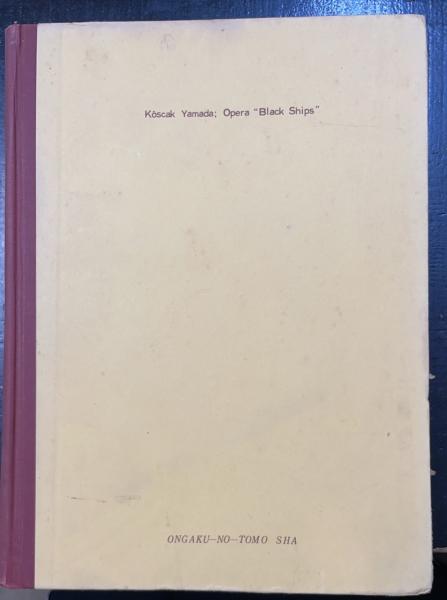 Kôscak Yamada; Opera "Black Ships"
ONGAKU-NO-TOMO SHA